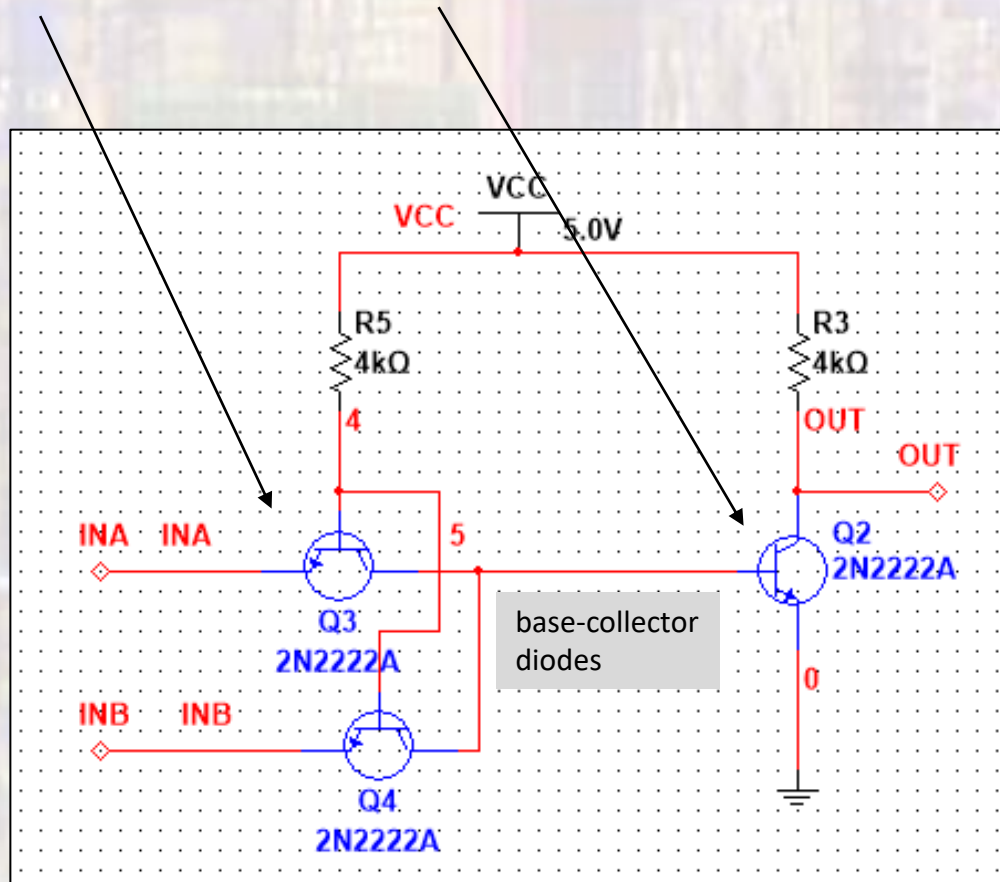 VCC
VCC
5.0V
R5
4kΩ
R3
4kΩ
4
OUT
OUT
INA INA
5
Q2
2N2222A
Q3
2N2222A
base-collector
diodes
0
INB INB
Q4
2N2222A